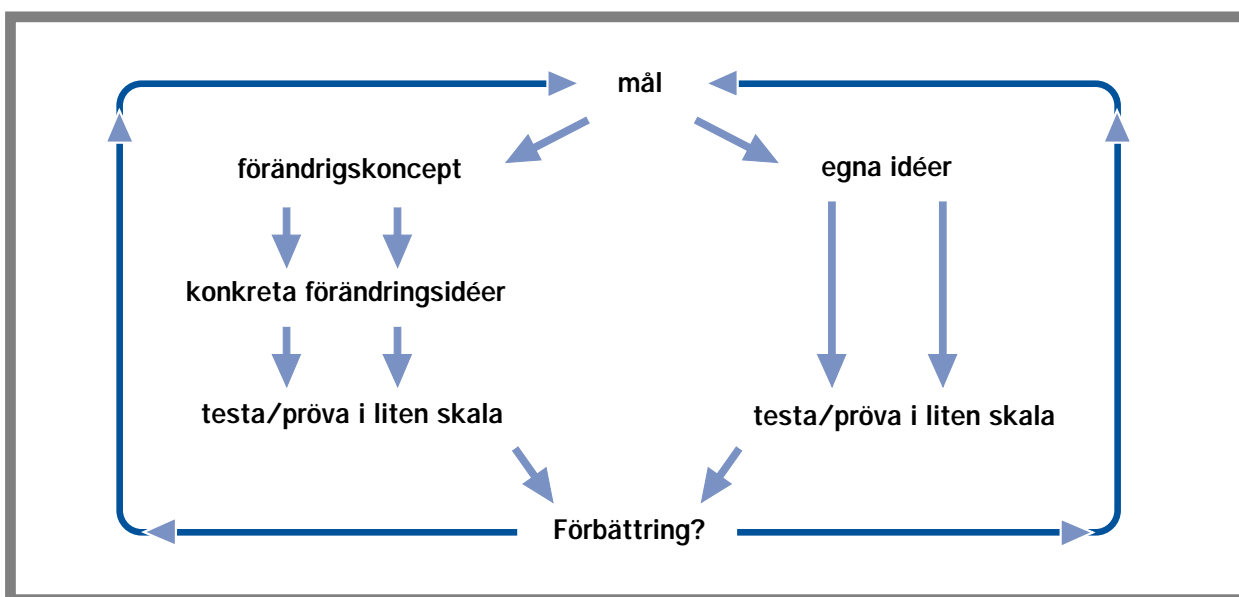 mål
förändrigskoncept
egna idéer
konkreta förändringsidéer
testa/pröva i liten skala
testa/pröva i liten skala
Förbättring?